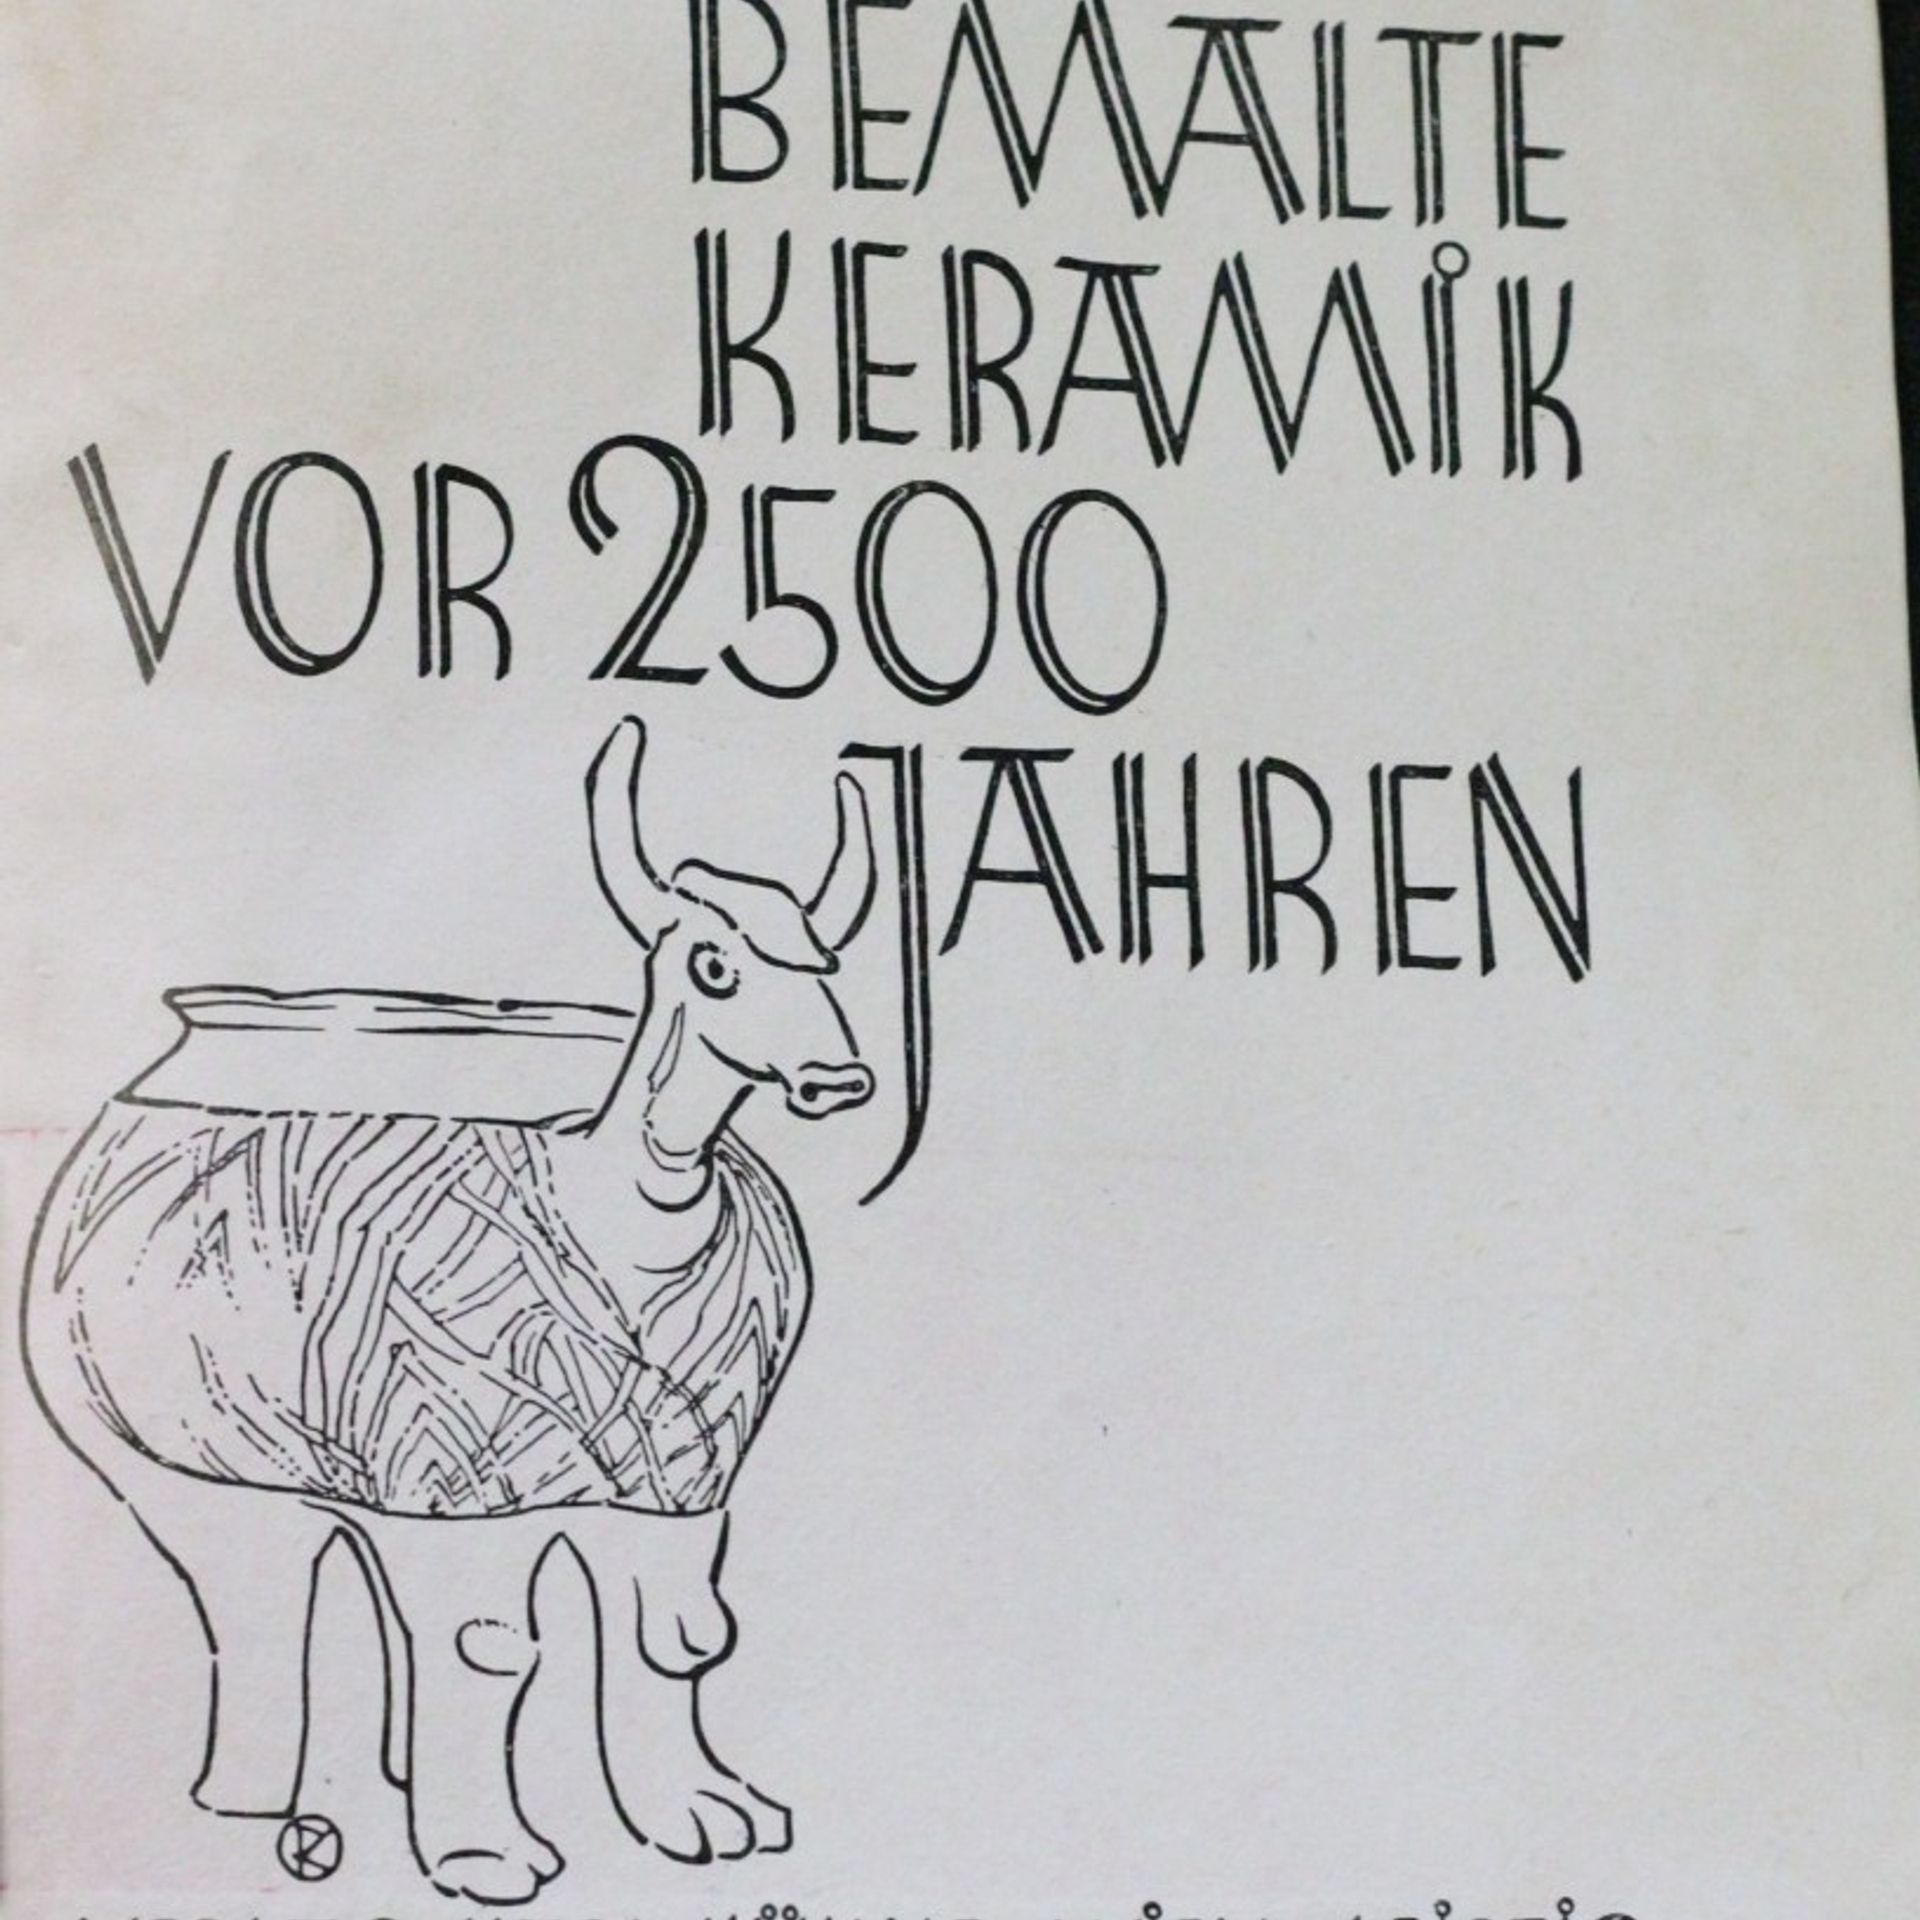 BEMALTE
KERAMiK
VOR 2500
JAHREN